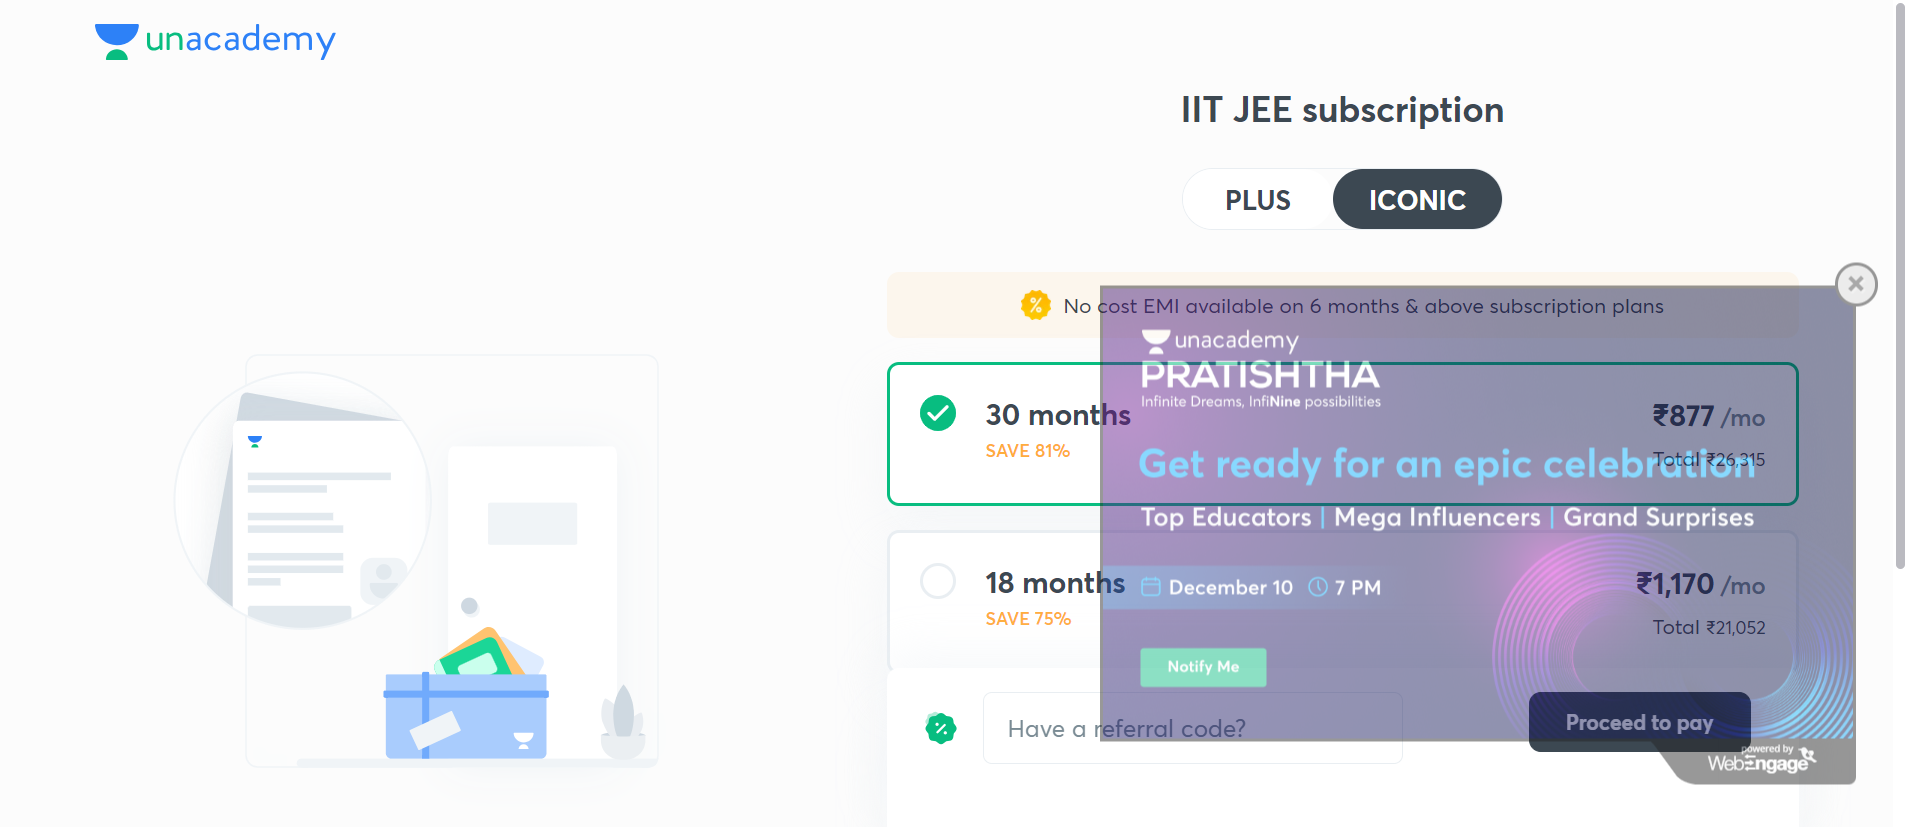 unacademy
IIT JEE subscription
PLUS
ICONIC
No cost EMI available on 6 months & above subscription plans
unacademy
PRATISHTHA
Infinite Dreams, InfiNine possibilities
30 months
₹877 /mo
SAVE 81%
Total ₹26,315
Get ready for an epic celebration
Top Educators | Mega Influencers | Grand Surprises
18 months
₹1,170 /mo
SAVE 75%
Total ₹21,052
December 10
7 PM
Notify Me
Have a referral code?
Proceed to pay
powered by
WebEngage